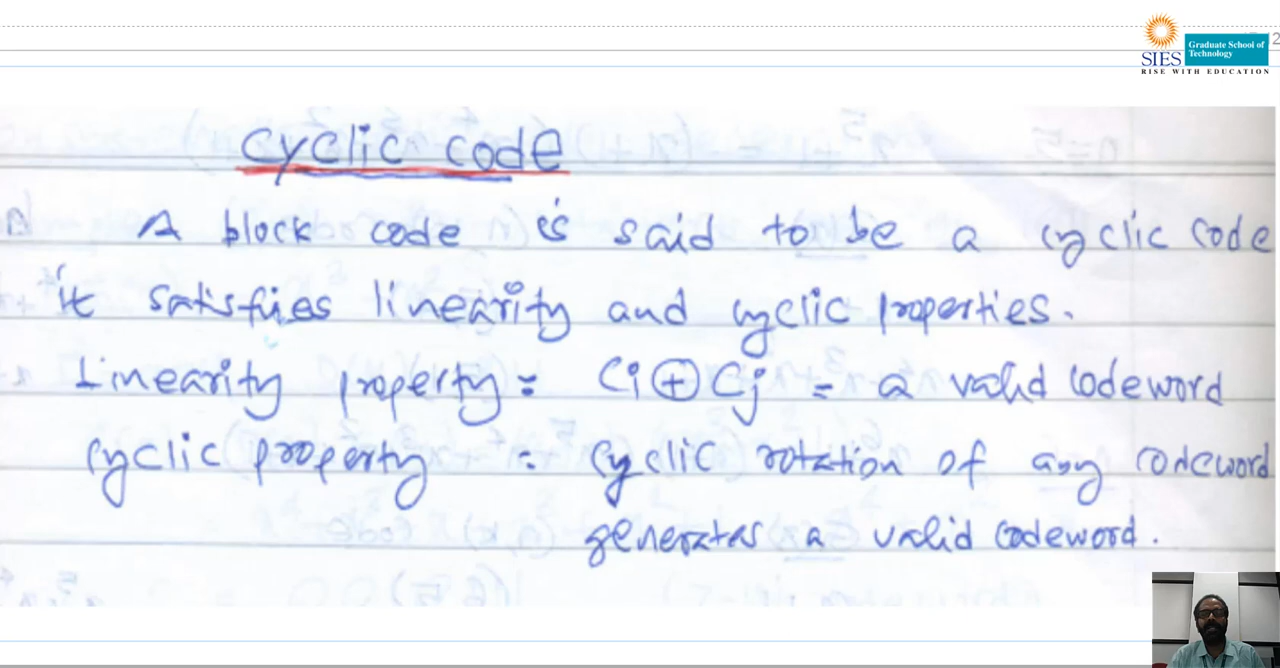 SIES
Graduate School of
Technology
RISE WITH EDUCATION
Cyclic code
A block code is said to be a cyclic code
it satisfies linearity and cyclic properties.
Linearity property = Ci ⊕ Cj = a valid codeword
Cyclic property = cyclic rotation of any codeword
generates a valid codeword.